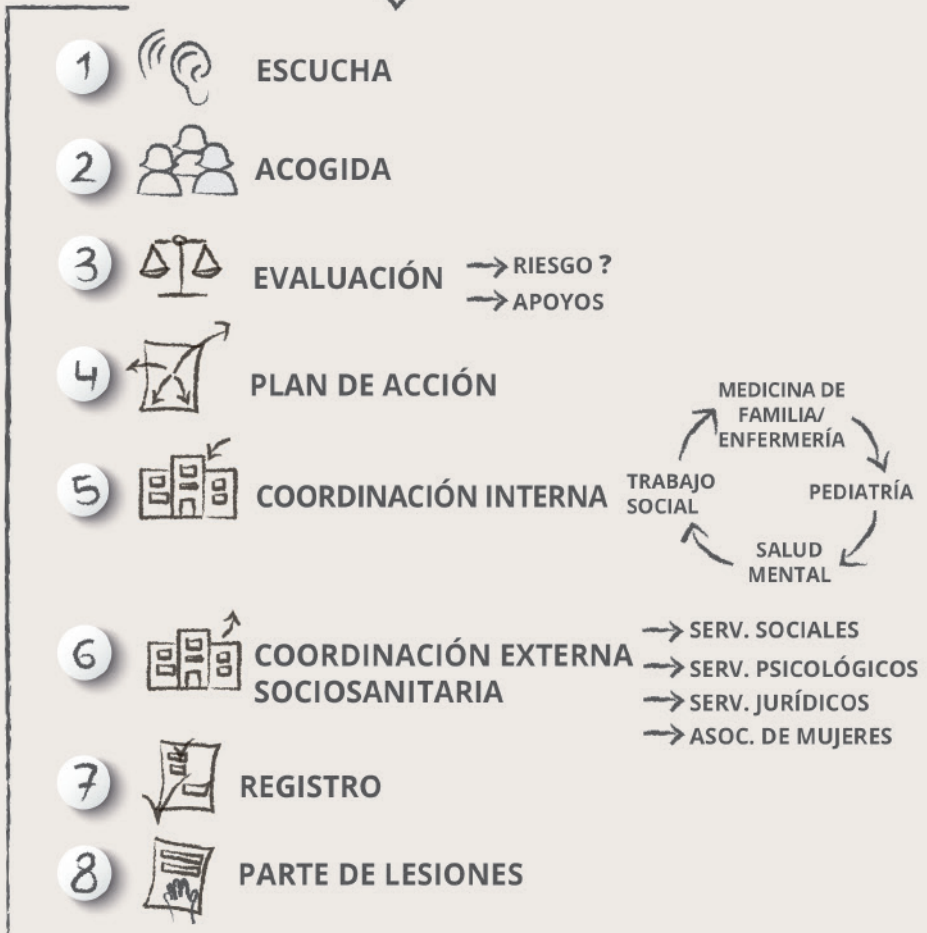 1 ESCUCHA
2 ACOGIDA
3 EVALUACIÓN
RIESGO ?
APOYOS
4 PLAN DE ACCIÓN
5 COORDINACIÓN INTERNA
MEDICINA DE
FAMILIA/
ENFERMERÍA
PEDIATRÍA
SALUD
MENTAL
TRABAJO
SOCIAL
6 COORDINACIÓN EXTERNA
SOCIOSANITARIA
SERV. SOCIALES
SERV. PSICOLÓGICOS
SERV. JURÍDICOS
ASOC. DE MUJERES
7 REGISTRO
8 PARTE DE LESIONES